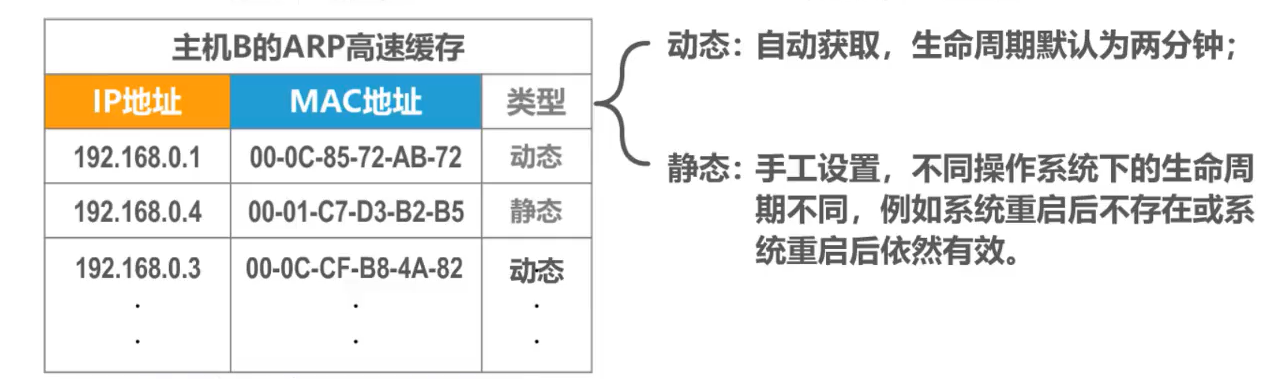 主机B的ARP高速缓存
IP地址 MAC地址 类型
192.168.0.1 00-0C-85-72-AB-72 动态
192.168.0.4 00-01-C7-D3-B2-B5 静态
192.168.0.3 00-0C-CF-B8-4A-82 动态
. . .
. . .
动态：自动获取，生命周期默认为两分钟；
静态：手工设置，不同操作系统下的生命周
期不同，例如系统重启后不存在或系
统重启后依然有效。